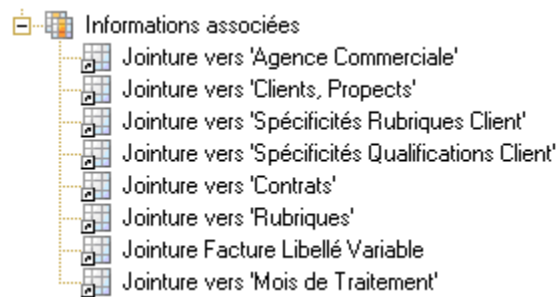 Informations associées
Jointure vers 'Agence Commerciale'
Jointure vers 'Clients, Propects'
Jointure vers 'Spécificités Rubriques Client'
Jointure vers 'Spécificités Qualifications Client'
Jointure vers 'Contrats'
Jointure vers 'Rubriques'
Jointure Facture Libellé Variable
Jointure vers 'Mois de Traitement'